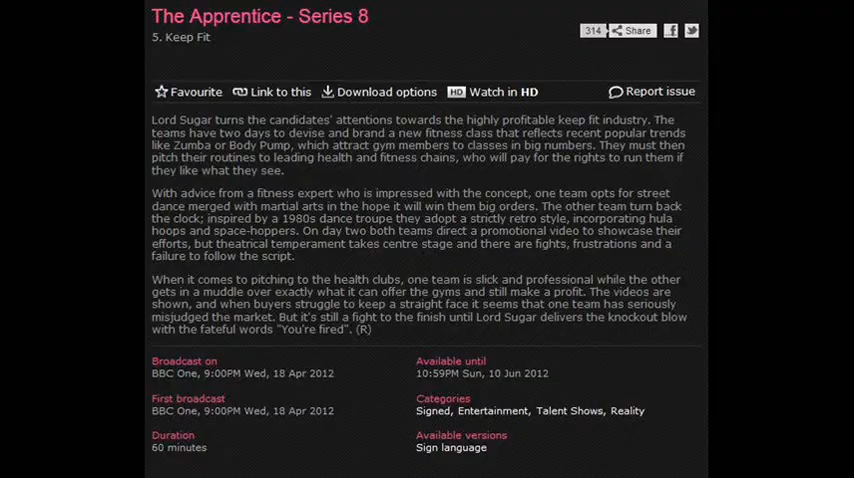 The Apprentice - Series 8
5. Keep Fit
314 Share
Favourite Link to this Download options HD Watch in HD Report issue
Lord Sugar turns the candidates' attentions towards the highly profitable keep fit industry. The
teams have two days to devise and brand a new fitness class that reflects recent popular trends
like Zumba or Body Pump, which attract gym members to classes in big numbers. They must then
pitch their routines to leading health and fitness chains, who will pay for the rights to run them if
they like what they see.
With advice from a fitness expert who is impressed with the concept, one team opts for street
dance merged with martial arts in the hope it will win them big orders. The other team turn back
the clock; inspired by a 1980s dance troupe they adopt a strictly retro style, incorporating hula
hoops and space-hoppers. On day two both teams direct a promotional video to showcase their
efforts, but theatrical temperament takes centre stage and there are fights, frustrations and a
failure to follow the script.
When it comes to pitching to the health clubs, one team is slick and professional while the other
gets in a muddle over exactly what it can offer the gyms and still make a profit. The videos are
shown, and when buyers struggle to keep a straight face it seems that one team has seriously
misjudged the market. But it's still a fight to the finish until Lord Sugar delivers the knockout blow
with the fateful words "You're fired". (R)
Broadcast on
BBC One, 9:00PM Wed, 18 Apr 2012
Available until
10:59PM Sun, 10 Jun 2012
First broadcast
BBC One, 9:00PM Wed, 18 Apr 2012
Categories
Signed, Entertainment, Talent Shows, Reality
Duration
60 minutes
Available versions
Sign language